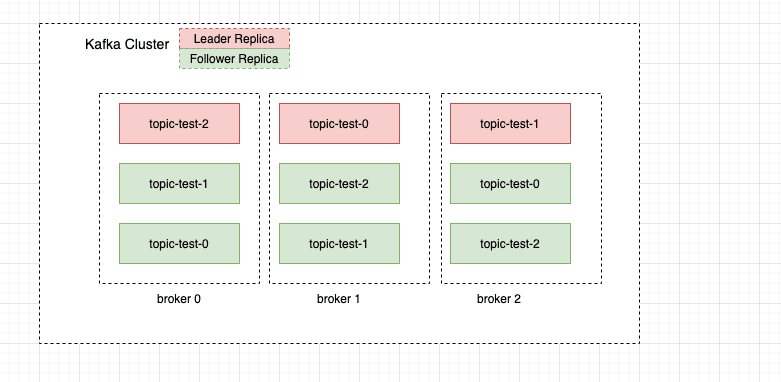 Kafka Cluster
Leader Replica
Follower Replica
topic-test-2
topic-test-1
topic-test-0
broker 0
topic-test-0
topic-test-2
topic-test-1
broker 1
topic-test-1
topic-test-0
topic-test-2
broker 2